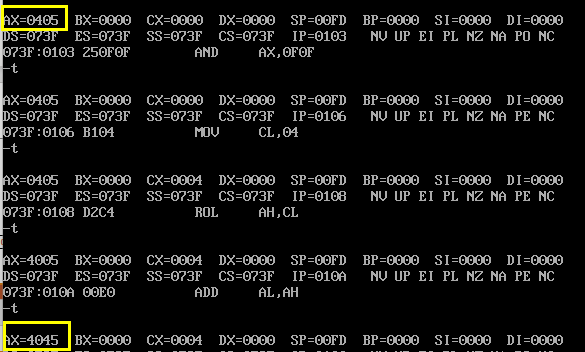 AX=0405 BX=0000 CX=0000 DX=0000 SP=00FD BP=0000 SI=0000 DI=0000
DS=073F ES=073F SS=073F CS=073F IP=0103 NV UP EI PL NZ NA PO NC
073F:0103 250F0F AND AX,0F0F
-t
AX=0405 BX=0000 CX=0000 DX=0000 SP=00FD BP=0000 SI=0000 DI=0000
DS=073F ES=073F SS=073F CS=073F IP=0106 NV UP EI PL NZ NA PE NC
073F:0106 B104 MOV CL,04
-t
AX=0405 BX=0000 CX=0004 DX=0000 SP=00FD BP=0000 SI=0000 DI=0000
DS=073F ES=073F SS=073F CS=073F IP=0108 NV UP EI PL NZ NA PE NC
073F:0108 D2C4 ROL AH,CL
-t
AX=4005 BX=0000 CX=0004 DX=0000 SP=00FD BP=0000 SI=0000 DI=0000
DS=073F ES=073F SS=073F CS=073F IP=010A NV UP EI PL NZ NA PE NC
073F:010A 00E0 ADD AL,AH
-t
AX=4045 BX=0000 CX=0004 DX=0000 SP=00FD BP=0000 SI=0000 DI=0000